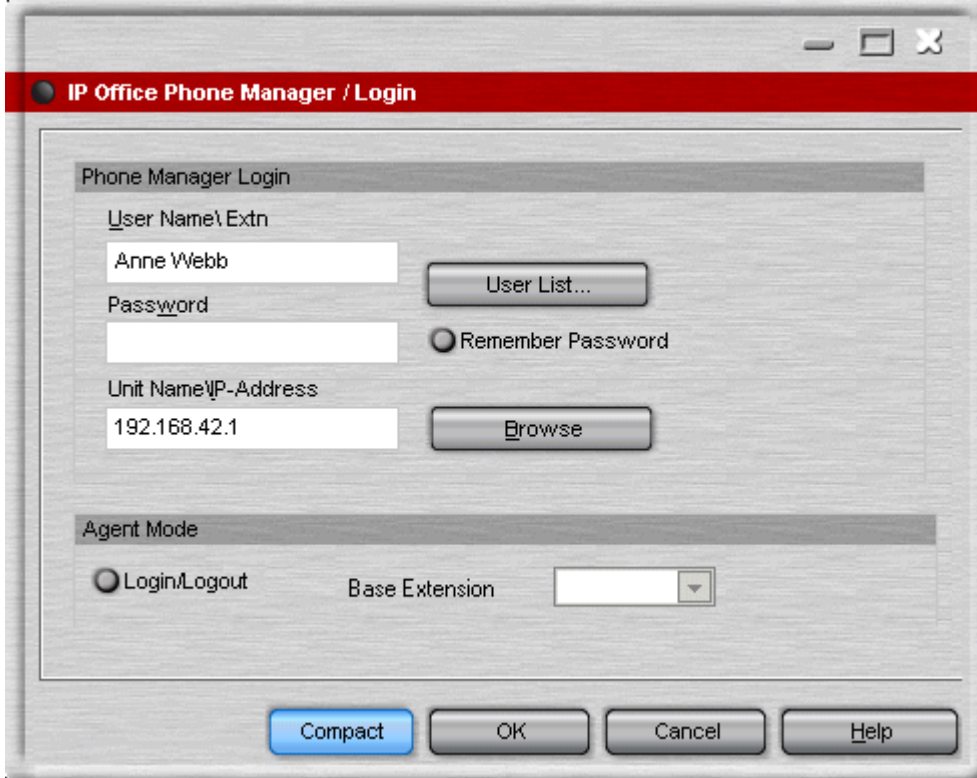 IP Office Phone Manager / Login
Phone Manager Login
User Name\ Extn
Anne Webb
User List...
Password
Remember Password
Unit Name\IP-Address
192.168.42.1
Browse
Agent Mode
Login/Logout
Base Extension
Compact
OK
Cancel
Help